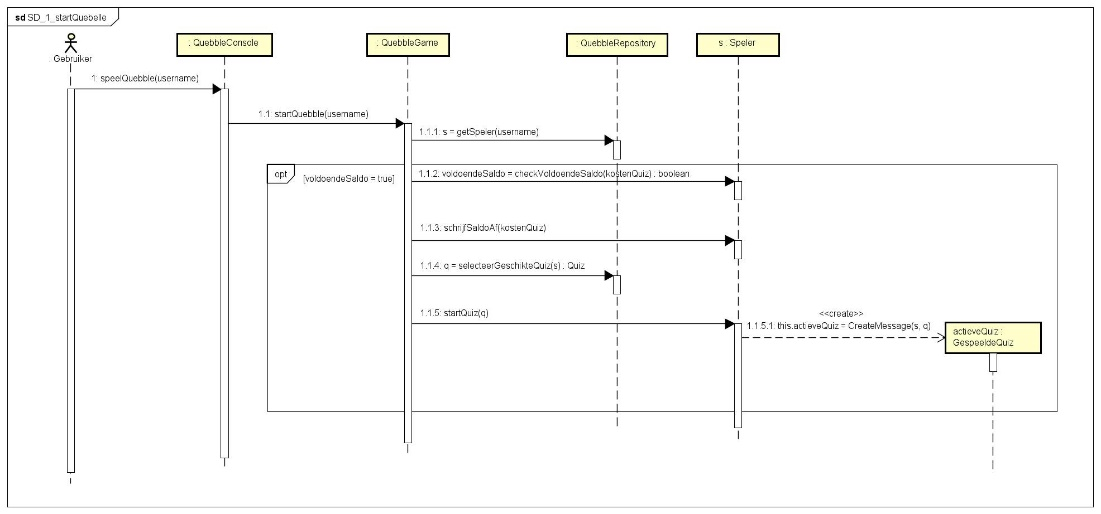 sd SD_1_startQuebelle
Gebruiker
: QuebbleConsole
: QuebbleGame
QuebbleRepository
s : Speler
1: speelQuebble(username)
1.1: startQuebble(username)
1.1.1: s = getSpeler(username)
opt
[voldoendeSaldo = true]
1.1.2: voldoendeSaldo = checkVoldoendeSaldo(kostenQuiz) : boolean
1.1.3: schrijfSaldoAf(kostenQuiz)
1.1.4: q = selecteerGeschikteQuiz(s) : Quiz
1.1.5: startQuiz(q)
<<create>>
1.1.5.1: this.actieveQuiz = CreateMessage(s, q)
actieveQuiz :
GespeeldeQuiz